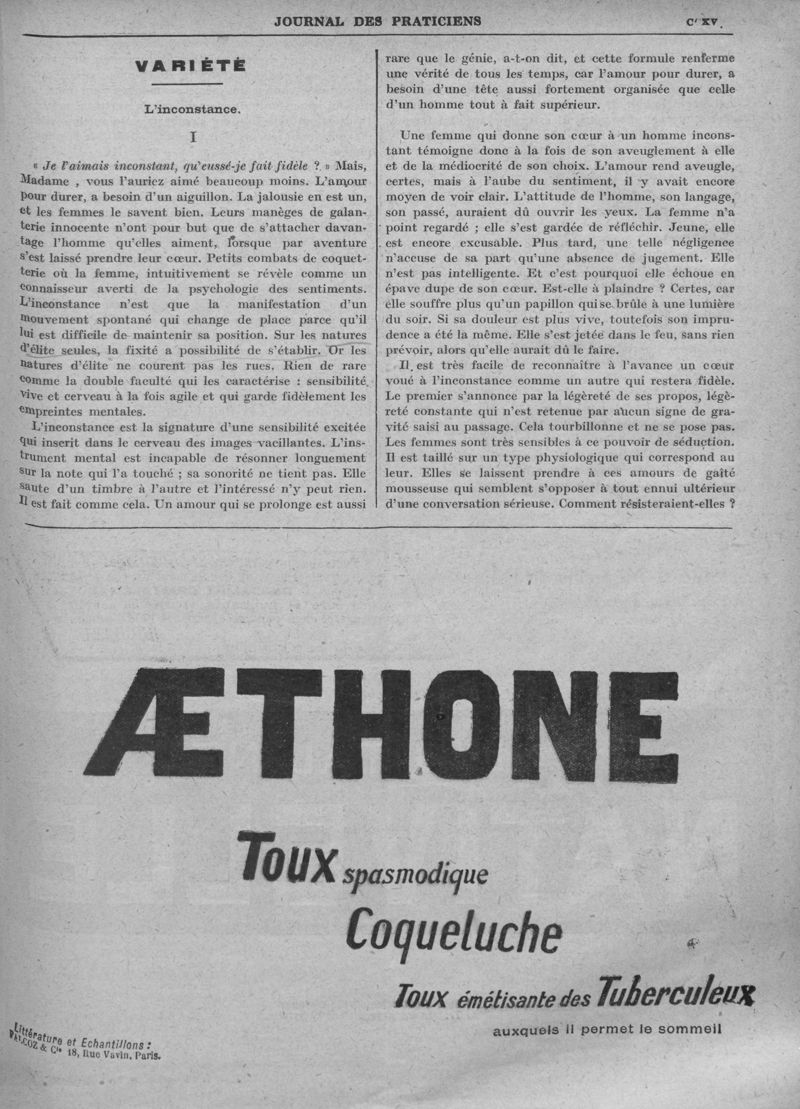 JOURNAL DES PRATICIENS
Cʳ XV.
VARIÉTÉ
L'inconstance.
I
« Je l'aimais inconstant, qu'eussé-je fait fidèle ? » Mais,
Madame , vous l'auriez aimé beaucoup moins. L'amour
pour durer, a besoin d'un aiguillon. La jalousie en est un,
et les femmes le savent bien. Leurs manèges de galan-
terie innocente n'ont pour but que de s'attacher davan-
tage l'homme qu'elles aiment, lorsque par aventure
s'est laissé prendre leur cœur. Petits combats de coquet-
terie où la femme, intuitivement se révèle comme un
connaisseur averti de la psychologie des sentiments.
L'inconstance n'est que la manifestation d'un
mouvement spontané qui change de place parce qu'il
lui est difficile de maintenir sa position. Sur les natures
d'élite seules, la fixité a possibilité de s'établir. Or les
natures d'élite ne courent pas les rues. Rien de rare
comme la double faculté qui les caractérise : sensibilité
vive et cerveau à la fois agile et qui garde fidèlement les
empreintes mentales.
L'inconstance est la signature d'une sensibilité excitée
qui inscrit dans le cerveau des images vacillantes. L'ins-
trument mental est incapable de résonner longuement
sur la note qui l'a touché ; sa sonorité ne tient pas. Elle
saute d'un timbre à l'autre et l'intéressé n'y peut rien.
Il est fait comme cela. Un amour qui se prolonge est aussi
rare que le génie, a-t-on dit, et cette formule renferme
une vérité de tous les temps, car l'amour pour durer, a
besoin d'une tête aussi fortement organisée que celle
d'un homme tout à fait supérieur.
Une femme qui donne son cœur à un homme incons-
tant témoigne donc à la fois de son aveuglement à elle
et de la médiocrité de son choix. L'amour rend aveugle,
certes, mais à l'aube du sentiment, il y avait encore
moyen de voir clair. L'attitude de l'homme, son langage,
son passé, auraient dû ouvrir les yeux. La femme n'a
point regardé ; elle s'est gardée de réfléchir. Jeune, elle
est encore excusable. Plus tard, une telle négligence
n'accuse de sa part qu'une absence de jugement. Elle
n'est pas intelligente. Et c'est pourquoi elle échoue en
épave dupe de son cœur. Est-elle à plaindre ? Certes, car
elle souffre plus qu'un papillon qui se brûle à une lumière
du soir. Si sa douleur est plus vive, toutefois son impru-
dence a été la même. Elle s'est jetée dans le feu, sans rien
prévoir, alors qu'elle aurait dû le faire.
Il est très facile de reconnaître à l'avance un cœur
voué à l'inconstance comme un autre qui restera fidèle.
Le premier s'annonce par la légèreté de ses propos, légè-
reté constante qui n'est retenue par aucun signe de gra-
vité saisi au passage. Cela tourbillonne et ne se pose pas.
Les femmes sont très sensibles à ce pouvoir de séduction.
Il est taillé sur un type physiologique qui correspond au
leur. Elles se laissent prendre à ces amours de gaîté
mousseuse qui semblent s'opposer à tout ennui ultérieur
d'une conversation sérieuse. Comment résisteraient-elles ?
ÆTHONE
Toux spasmodique
Coqueluche
Toux émétisante des Tuberculeux
auxquels il permet le sommeil
Littérature et Echantillons :
& Cⁱᵉ 18, Rue Vavin, Paris.